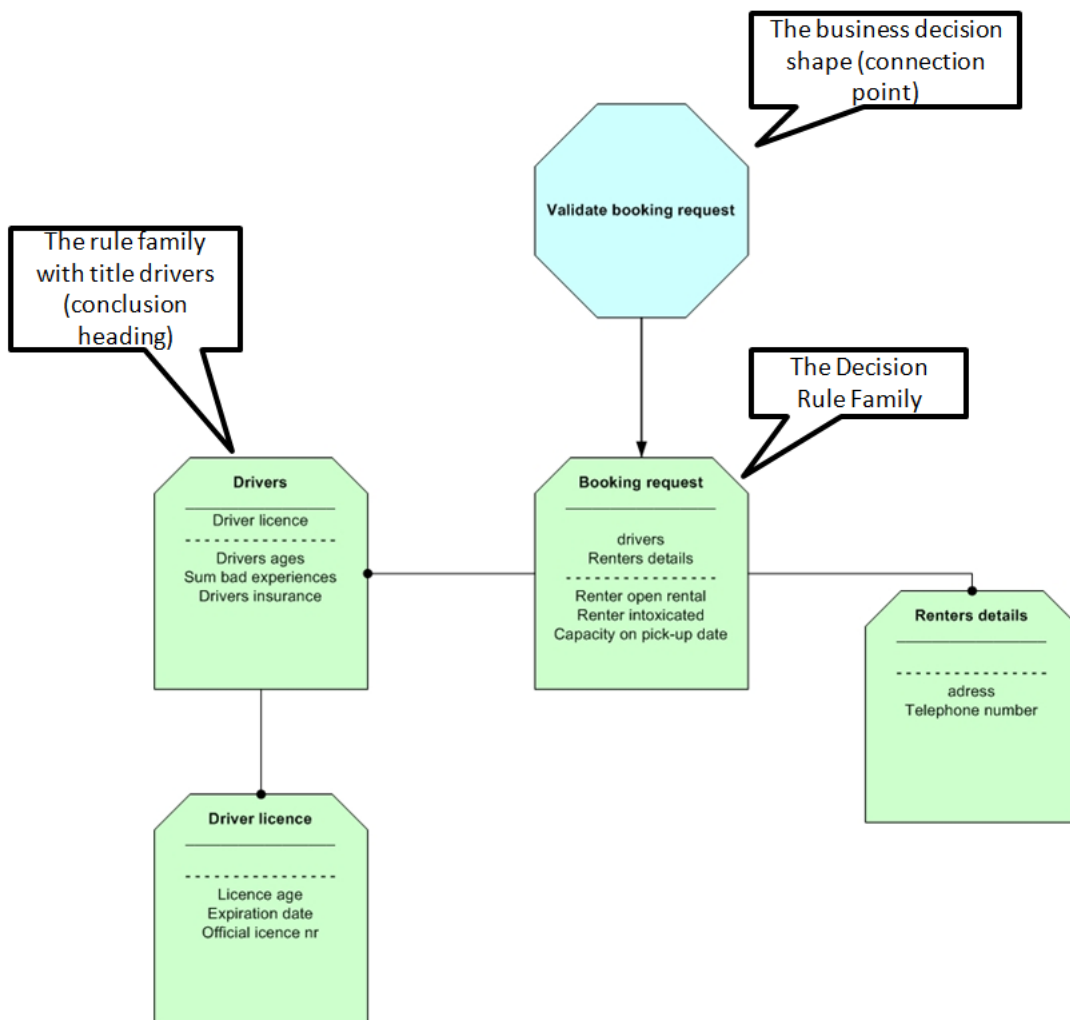 The business decision
shape (connection
point)
Validate booking request
The rule family
with title drivers
(conclusion
heading)
The Decision
Rule Family
Drivers
Driver licence
Drivers ages
Sum bad experiences
Drivers insurance
Booking request
drivers
Renters details
Renter open rental
Renter intoxicated
Capacity on pick-up date
Renters details
adress
Telephone number
Driver licence
Licence age
Expiration date
Official icence nr